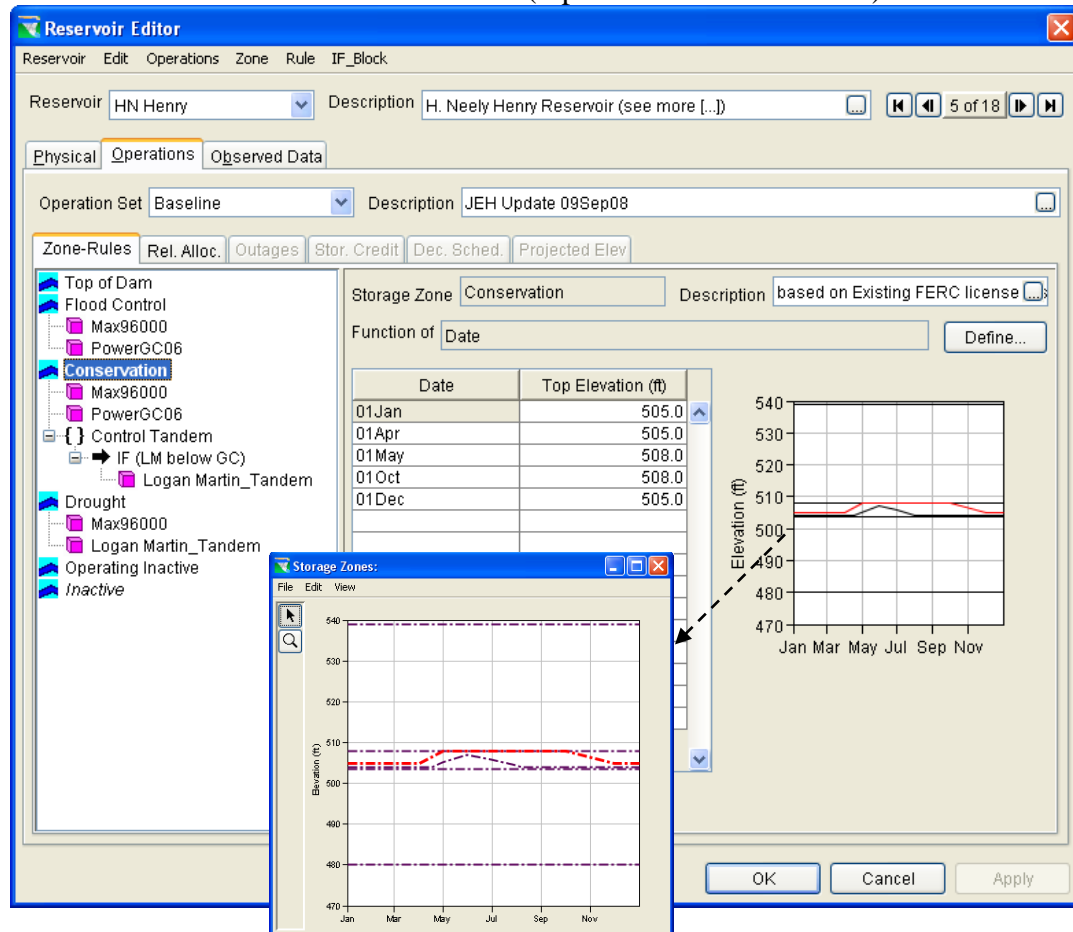 Reservoir Editor
Reservoir Edit Operations Zone Rule IF_Block
Reservoir HN Henry Description H. Neely Henry Reservoir (see more [...]) ... 5 of 18
Physical Operations Observed Data
Operation Set Baseline Description JEH Update 09Sep08 ...
Zone-Rules Rel. Alloc. Outages Stor. Credit Dec. Sched. Projected Elev
Top of Dam
Flood Control
Max96000
PowerGC06
Conservation
Max96000
PowerGC06
{ } Control Tandem
IF (LM below GC)
Logan Martin_Tandem
Drought
Max96000
Logan Martin_Tandem
Operating Inactive
Inactive
Storage Zone Conservation Description based on Existing FERC license ...
Function of Date Define...
Date Top Elevation (ft)
01Jan 505.0
01Apr 505.0
01May 508.0
01Oct 508.0
01Dec 505.0
540
530
520
510
500
490
480
470
Elevation (ft)
Jan Mar May Jul Sep Nov
Storage Zones:
File Edit View
540
530
520
510
500
490
480
470
Elevation (ft)
Jan Mar May Jul Sep Nov
OK Cancel Apply